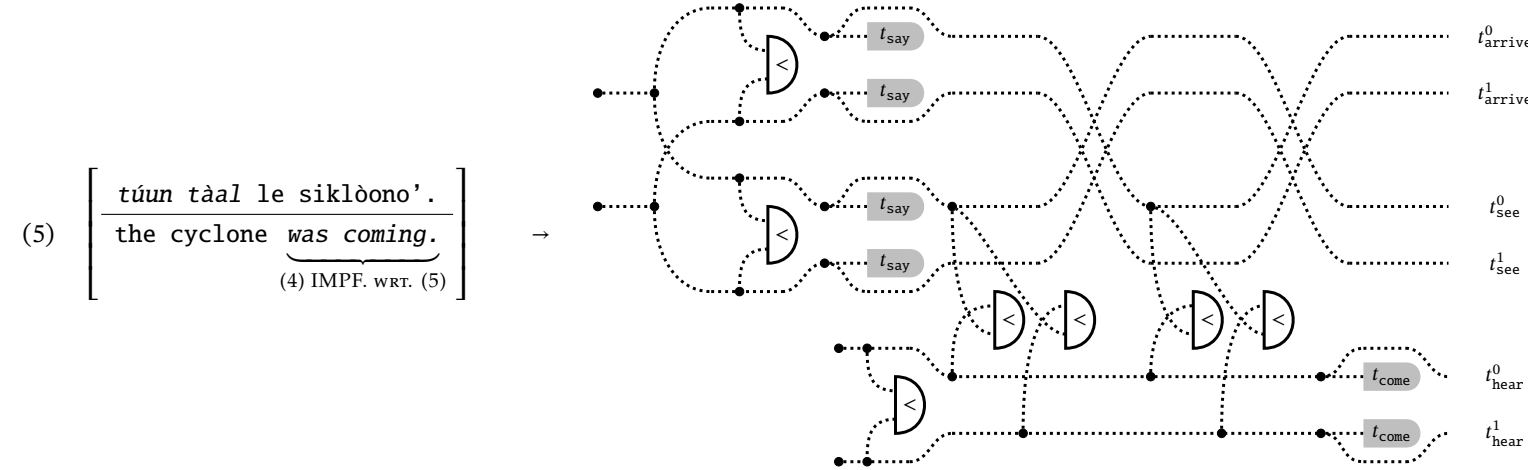 (5) túun tàal le siklòono’. →
the cyclone was coming.
(4) IMPF. WRT. (5)
t_say
<
t_say
t_say
<
t_say
< < < <
<
t_come
t_come
t^0_arrive
t^1_arrive
t^0_see
t^1_see
t^0_hear
t^1_hear